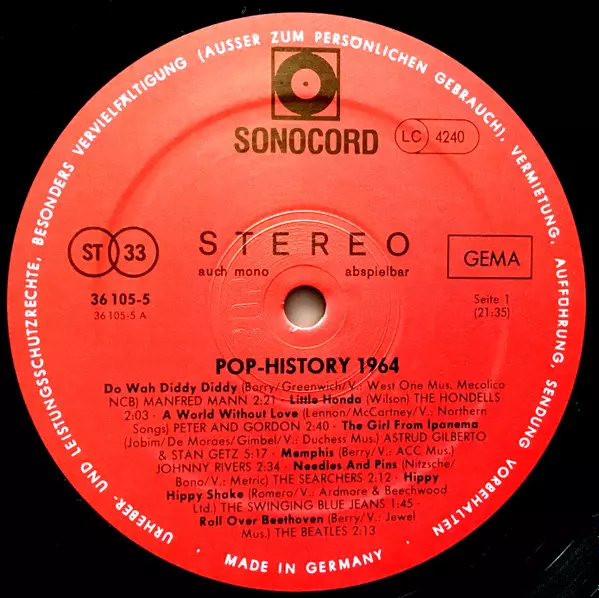 URHEBER- UND LEISTUNGSSCHUTZRECHTE, BESONDERS VERVIELFÄLTIGUNG (AUSSER ZUM PERSÖNLICHEN GEBRAUCH), VERMIETUNG, AUFFÜHRUNG, SENDUNG VORBEHALTEN
SONOCORD
LC 4240
STEREO
auch mono abspielbar
ST 33
GEMA
36 105-5
36 105-5 A
Seite 1
(21:35)
POP-HISTORY 1964
Do Wah Diddy Diddy (Barry/Greenwich/V.: West One Mus. Mecolico
NCB) MANFRED MANN 2:21 - Little Honda (Wilson) THE HONDELLS
2:03 - A World Without Love (Lennon/McCartney/V.: Northern
Songs) PETER AND GORDON 2:40 - The Girl From Ipanema
(Jobim/De Moraes/Gimbel/V.: Duchess Mus.) ASTRUD GILBERTO
& STAN GETZ 5:17 - Memphis (Berry/V.: ACC Mus.)
JOHNNY RIVERS 2:34 - Needles And Pins (Nitzsche/
Bono/V.: Metric) THE SEARCHERS 2:12 - Hippy
Hippy Shake (Romero/V.: Ardmore & Beechwood
Ltd.) THE SWINGING BLUE JEANS 1:45 -
Roll Over Beethoven (Berry/V.: Jewel
Mus.) THE BEATLES 2:13
· MADE IN GERMANY ·